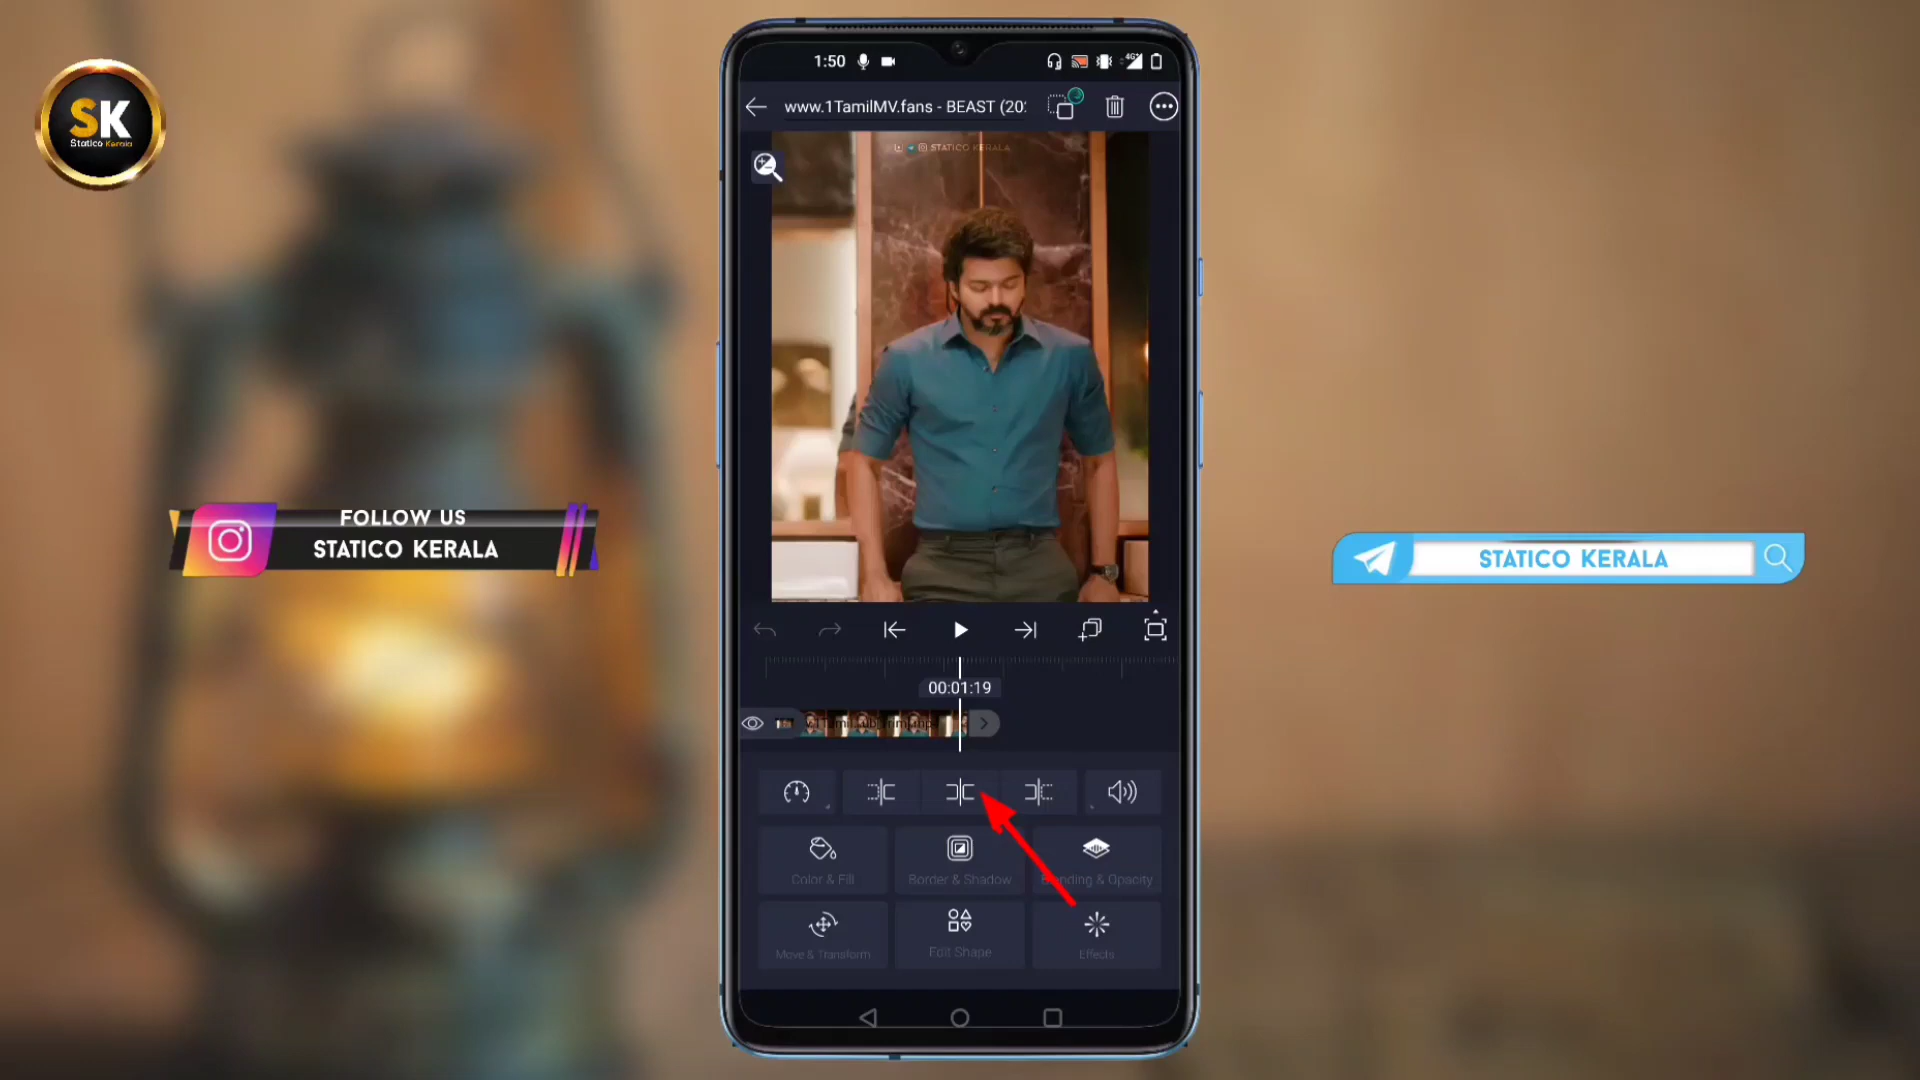 SK
Statico Kerala
1:50
4G
www.1TamilMV.fans - BEAST (20
STATICO KERALA
FOLLOW US
STATICO KERALA
STATICO KERALA
00:01:19
Color & Fill
Border & Shadow
Blending & Opacity
Move & Transform
Edit Shape
Effects